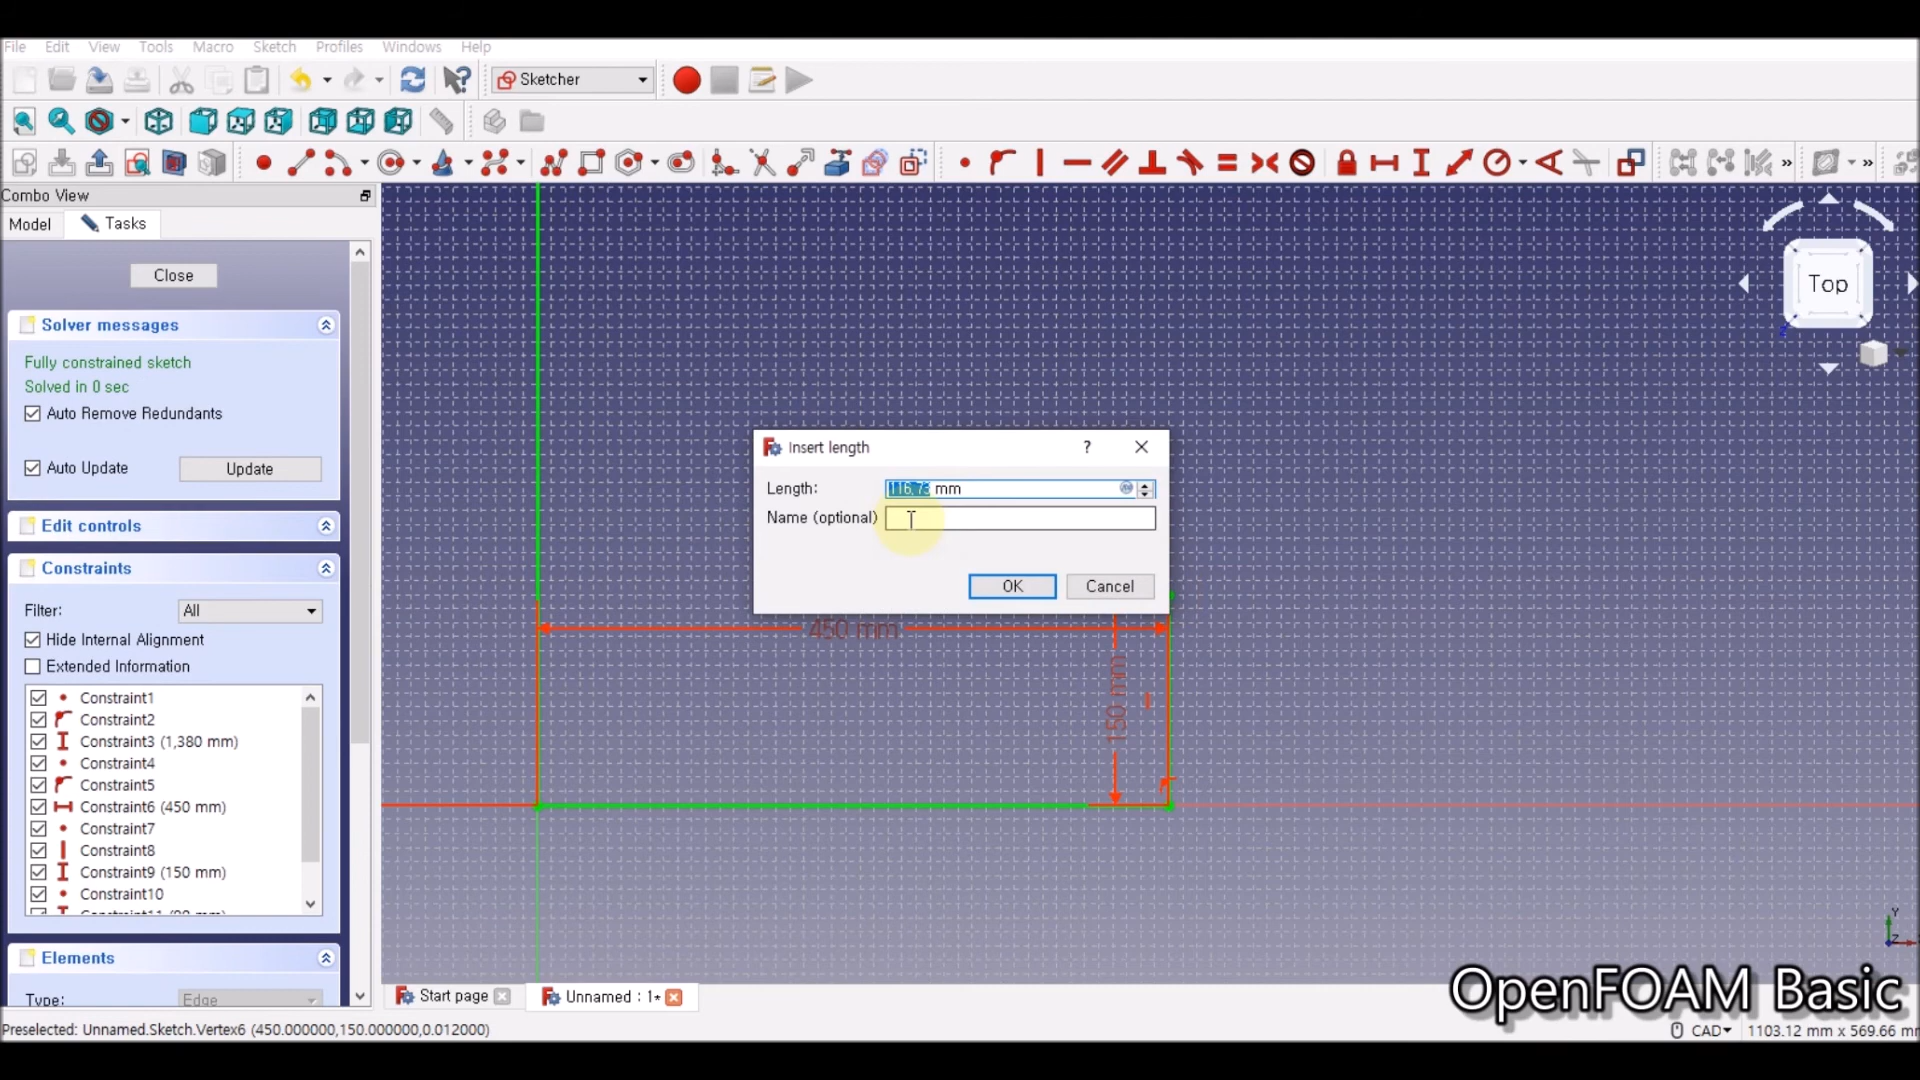 File Edit View Tools Macro Sketch Profiles Windows Help
Sketcher
Combo View
Model Tasks
Close
Solver messages
Fully constrained sketch
Solved in 0 sec
Auto Remove Redundants
Auto Update Update
Edit controls
Constraints
Filter: All
Hide Internal Alignment
Extended Information
Constraint1
Constraint2
Constraint3 (1,380 mm)
Constraint4
Constraint5
Constraint6 (450 mm)
Constraint7
Constraint8
Constraint9 (150 mm)
Constraint10
Elements
Type: Edge
Top
Insert length ?
Length: 116,73 mm
Name (optional)
OK Cancel
450 mm
150 mm
Y
Z
Start page Unnamed : 1*
OpenFOAM Basic
Preselected: Unnamed.Sketch.Vertex6 (450.000000,150.000000,0.012000)
CAD 1103.12 mm x 569.66